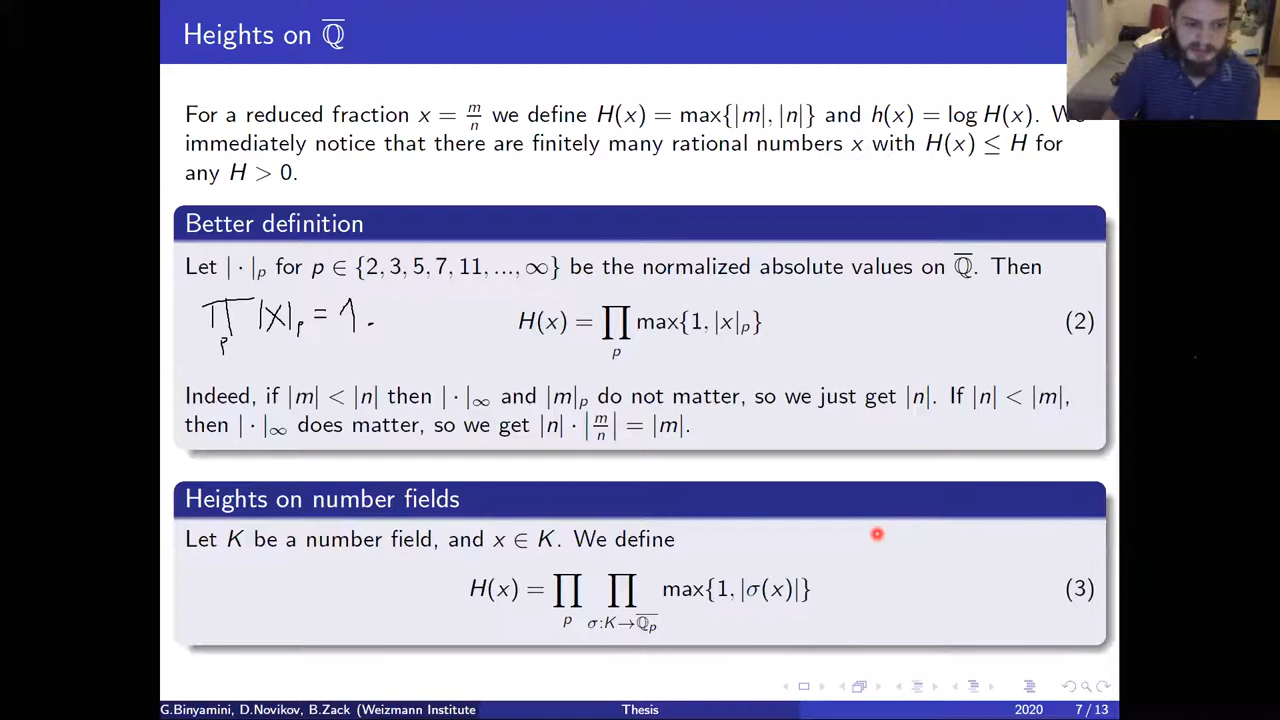 Heights on $\overline{\mathbb{Q}}$
For a reduced fraction $x = \frac{m}{n}$ we define $H(x) = \max\{|m|, |n|\}$ and $h(x) = \log H(x)$.
immediately notice that there are finitely many rational numbers $x$ with $H(x) \leq H$ for
any $H > 0$.
Better definition
Let $|\cdot|_p$ for $p \in \{2, 3, 5, 7, 11, ..., \infty\}$ be the normalized absolute values on $\overline{\mathbb{Q}}$. Then
$\prod_p |x|_p = 1.$
$H(x) = \prod_p \max\{1, |x|_p\}$ (2)
Indeed, if $|m| < |n|$ then $|\cdot|_\infty$ and $|m|_p$ do not matter, so we just get $|n|$. If $|n| < |m|$,
then $|\cdot|_\infty$ does matter, so we get $|n| \cdot \left|\frac{m}{n}\right| = |m|$.
Heights on number fields
Let $K$ be a number field, and $x \in K$. We define
$H(x) = \prod_p \prod_{\sigma: K \to \overline{\mathbb{Q}_p}} \max\{1, |\sigma(x)|\}$ (3)
G.Binyamini, D.Novikov, B.Zack (Weizmann Institute Thesis 2020 7 / 13